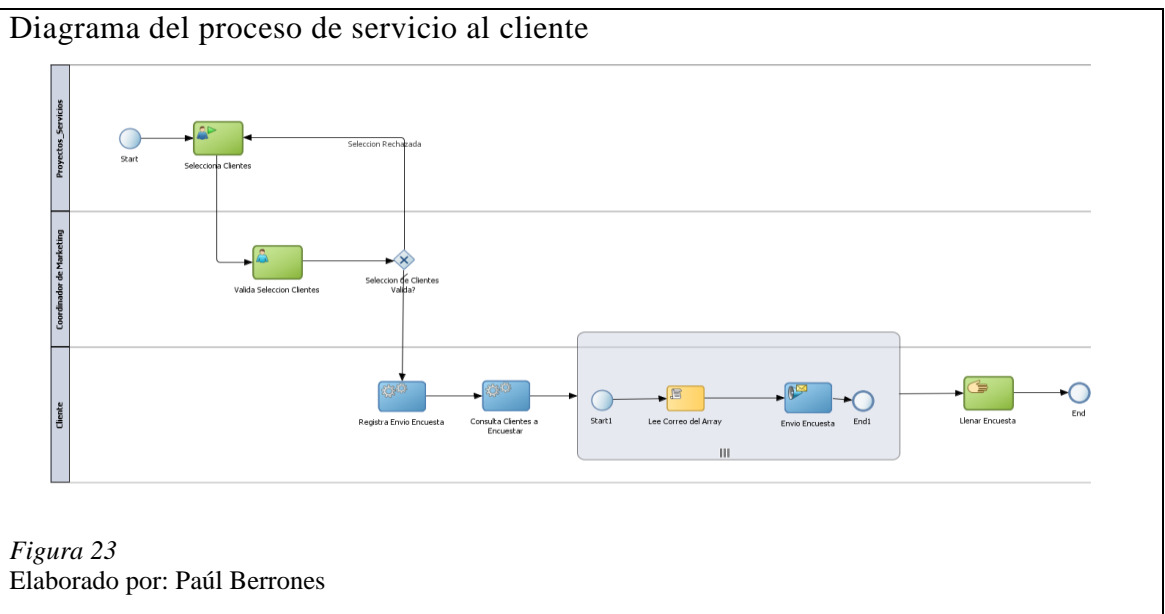 Diagrama del proceso de servicio al cliente
Proyectos_Servicios
Start
Selecciona Clientes
Seleccion Rechazada
Coordinador de Marketing
Valida Seleccion Clientes
Seleccion de Clientes
Valida?
Cliente
Registra Envio Encuesta
Consulta Clientes a
Encuestar
Start1
Lee Correo del Array
Envio Encuesta
End1
Llenar Encuesta
End
Figura 23
Elaborado por: Paúl Berrones